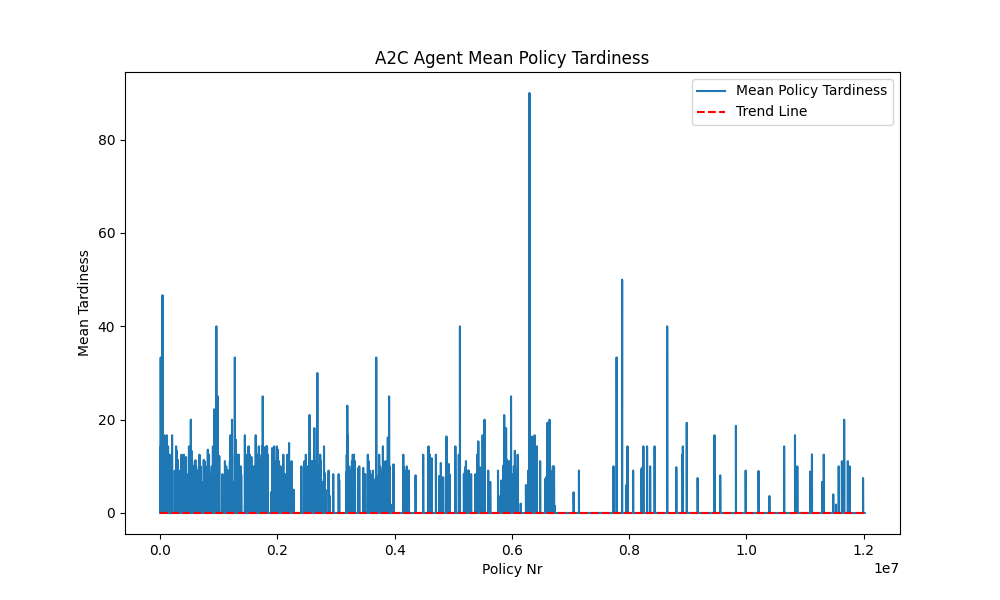 A2C Agent Mean Policy Tardiness
Mean Policy Tardiness
Trend Line
Mean Tardiness
80
60
40
20
0
0.0 0.2 0.4 0.6 0.8 1.0 1.2
1e7
Policy Nr